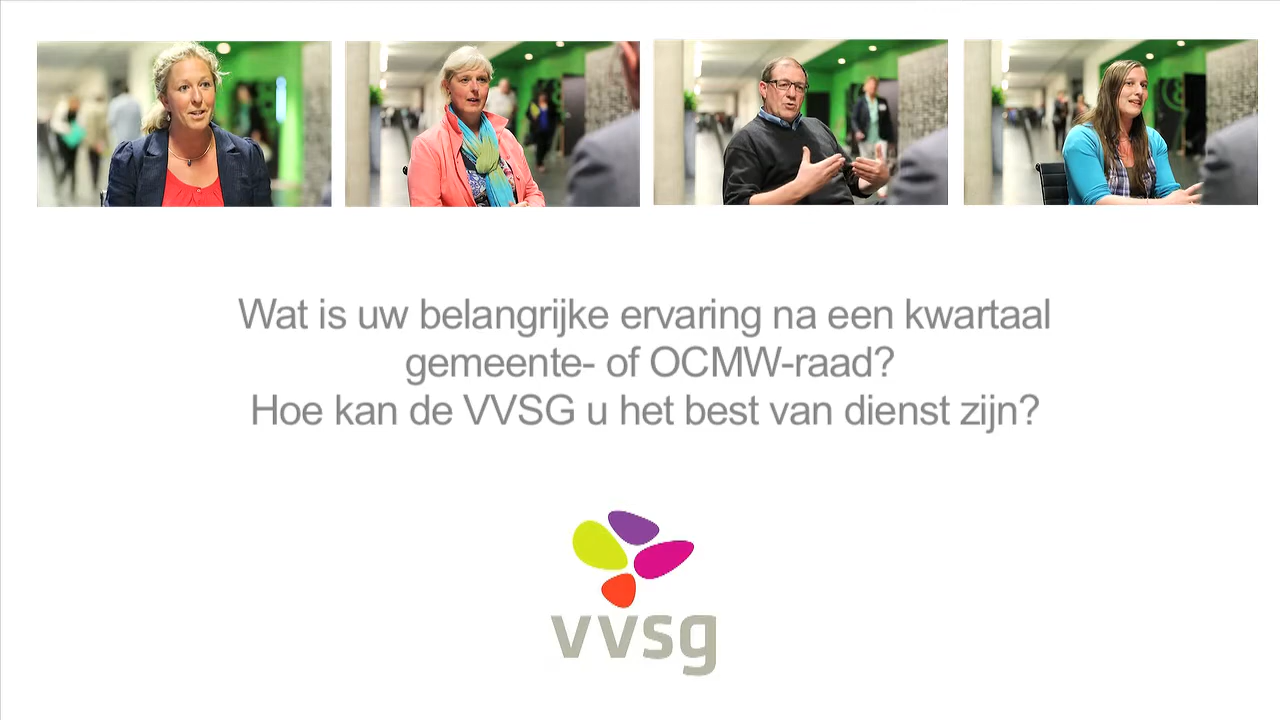 Wat is uw belangrijke ervaring na een kwartaal
gemeente- of OCMW-raad?
Hoe kan de VVSG u het best van dienst zijn?
vvsg